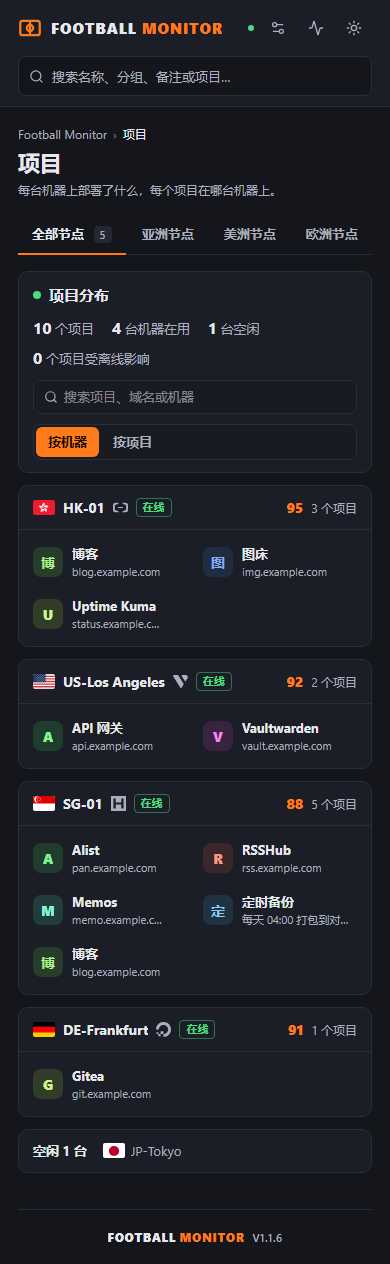 FOOTBALL MONITOR
搜索名称、分组、备注或项目...
Football Monitor › 项目
项目
每台机器上部署了什么，每个项目在哪台机器上。
全部节点 5 亚洲节点 美洲节点 欧洲节点
项目分布
10 个项目 4 台机器在用 1 台空闲
0 个项目受离线影响
搜索项目、域名或机器
按机器 按项目
HK-01 在线 95 3 个项目
博 博客 图 图床
blog.example.com img.example.com
U Uptime Kuma
status.example.c...
US-Los Angeles 在线 92 2 个项目
A API 网关 V Vaultwarden
api.example.com vault.example.com
SG-01 H 在线 88 5 个项目
A Alist R RSSHub
pan.example.com rss.example.com
M Memos 定 定时备份
memo.example.c... 每天 04:00 打包到对...
博 博客
blog.example.com
DE-Frankfurt 在线 91 1 个项目
G Gitea
git.example.com
空闲 1 台 JP-Tokyo
FOOTBALL MONITOR V1.1.6